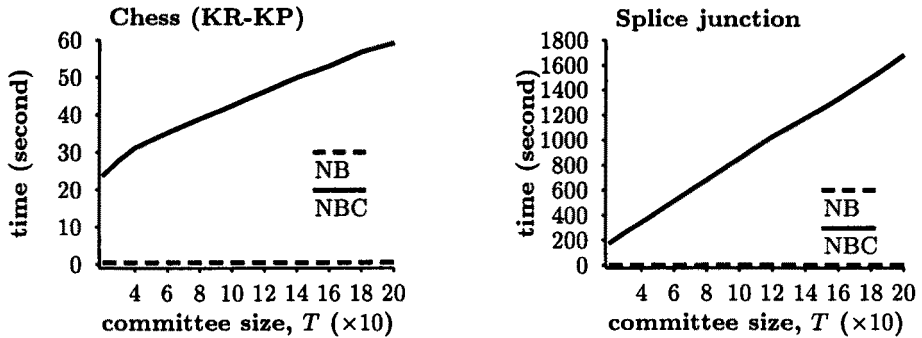 Chess (KR-KP)
time (second)
60
50
40
30
20
10
0
NB
NBC
4 6 8 10 12 14 16 18 20
committee size, T (×10)
Splice junction
time (second)
1800
1600
1400
1200
1000
800
600
400
200
0
NB
NBC
4 6 8 10 12 14 16 18 20
committee size, T (×10)